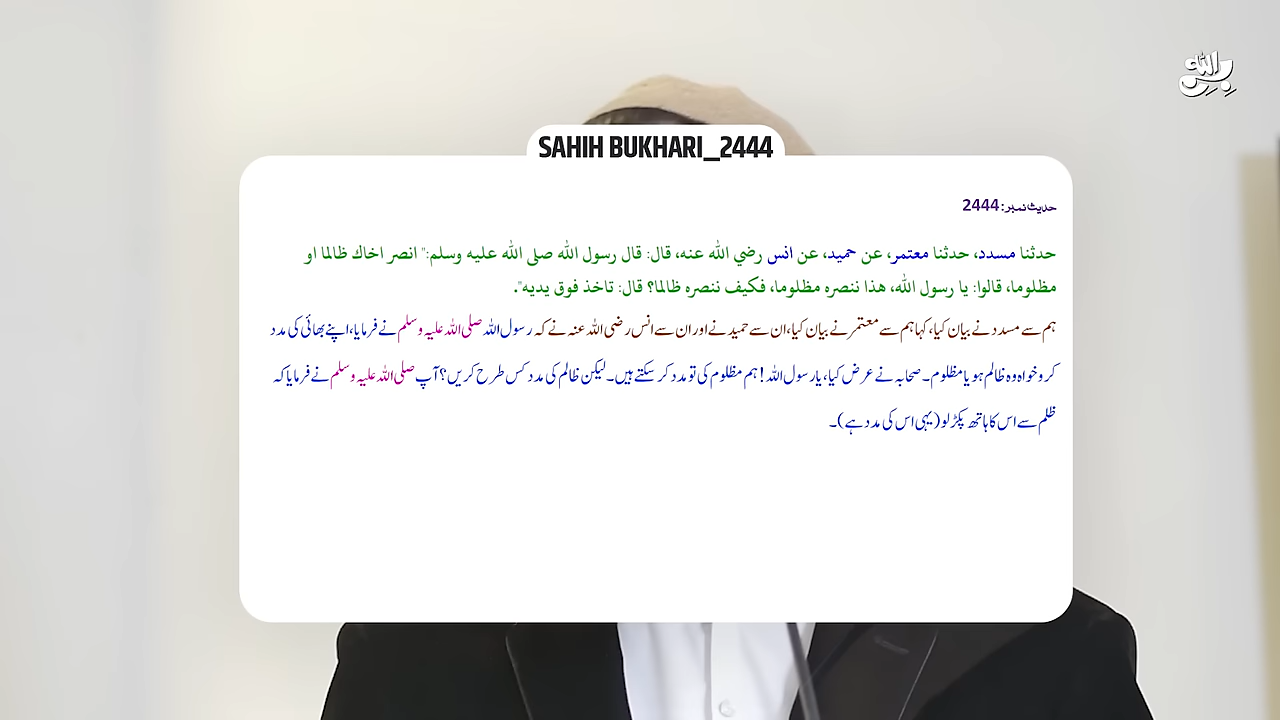 بسم الله
SAHIH BUKHARI_2444
حدیث نمبر: 2444
حدثنا مسدد، حدثنا معتمر، عن حميد، عن انس رضي الله عنه، قال: قال رسول الله صلى الله عليه وسلم:" انصر اخاك ظالما او
مظلوما، قالوا: يا رسول الله، هذا ننصره مظلوما، فكيف ننصره ظالما؟ قال: تاخذ فوق يديه".
ہم سے مسدد نے بیان کیا، کہا ہم سے معتمر نے بیان کیا، ان سے حمید نے اور ان سے انس رضی اللہ عنہ نے کہ رسول اللہ صلی اللہ علیہ وسلم نے فرمایا، اپنے بھائی کی مدد
کرو خواہ وہ ظالم ہو یا مظلوم۔ صحابہ نے عرض کیا، یا رسول اللہ! ہم مظلوم کی تو مدد کر سکتے ہیں۔ لیکن ظالم کی مدد کس طرح کریں؟ آپ صلی اللہ علیہ وسلم نے فرمایا کہ
ظلم سے اس کا ہاتھ پکڑ لو (یہی اس کی مدد ہے)۔